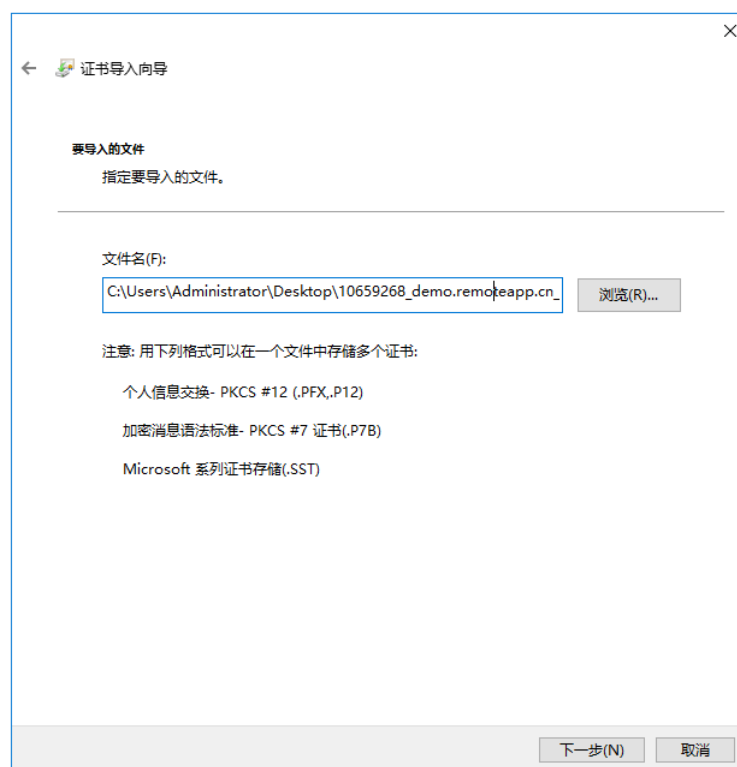 证书导入向导
要导入的文件
指定要导入的文件。
文件名(F):
C:\Users\Administrator\Desktop\10659268_demo.remoteapp.cn_
浏览(R)...
注意: 用下列格式可以在一个文件中存储多个证书:
个人信息交换- PKCS #12 (.PFX,.P12)
加密消息语法标准- PKCS #7 证书(.P7B)
Microsoft 系列证书存储(.SST)
下一步(N)
取消